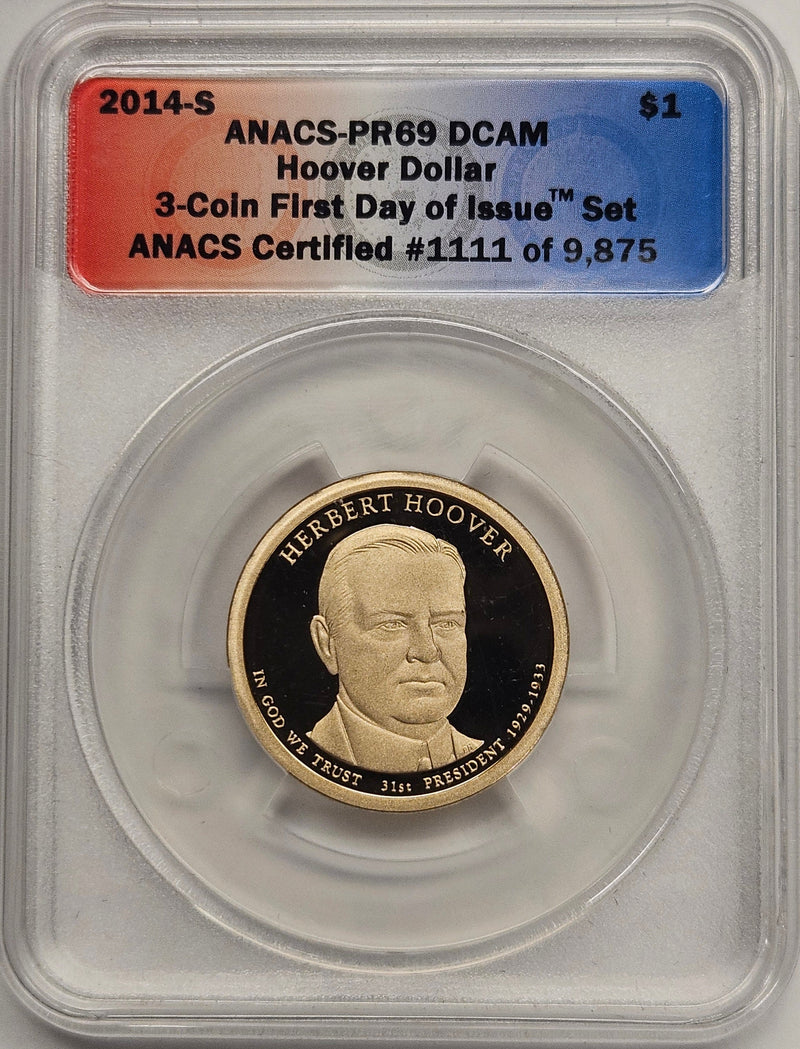 2014-S $1
ANACS-PR69 DCAM
Hoover Dollar
3-Coin First Day of Issue™ Set
ANACS Certified #1111 of 9,875
HERBERT HOOVER
IN GOD WE TRUST 31st PRESIDENT 1929-1933